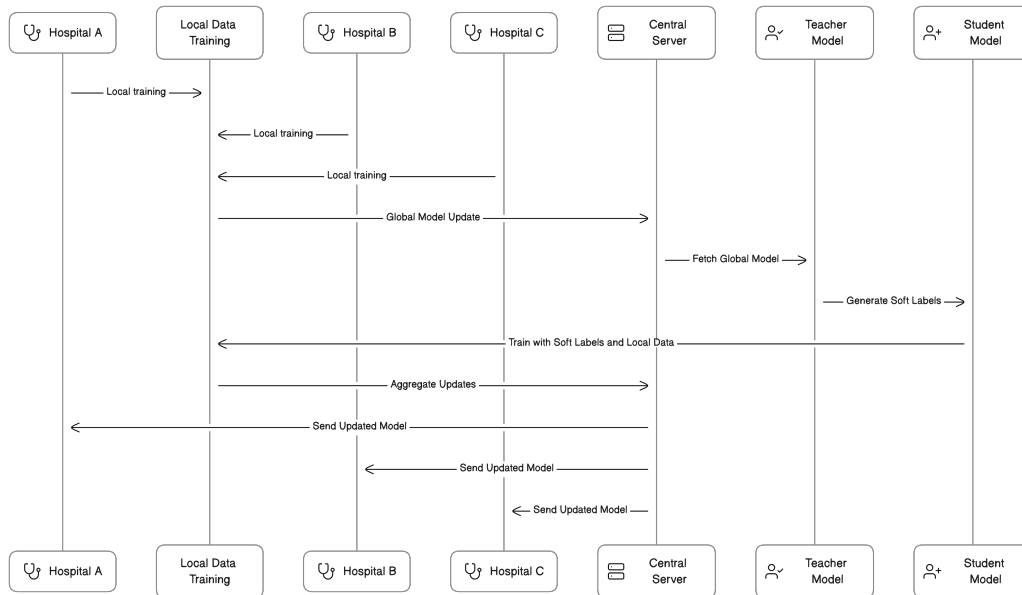 Hospital A
Local Data
Training
Hospital B
Hospital C
Central
Server
Teacher
Model
Student
Model
Local training
Local training
Local training
Global Model Update
Fetch Global Model
Generate Soft Labels
Train with Soft Labels and Local Data
Aggregate Updates
Send Updated Model
Send Updated Model
Send Updated Model
Hospital A
Local Data
Training
Hospital B
Hospital C
Central
Server
Teacher
Model
Student
Model